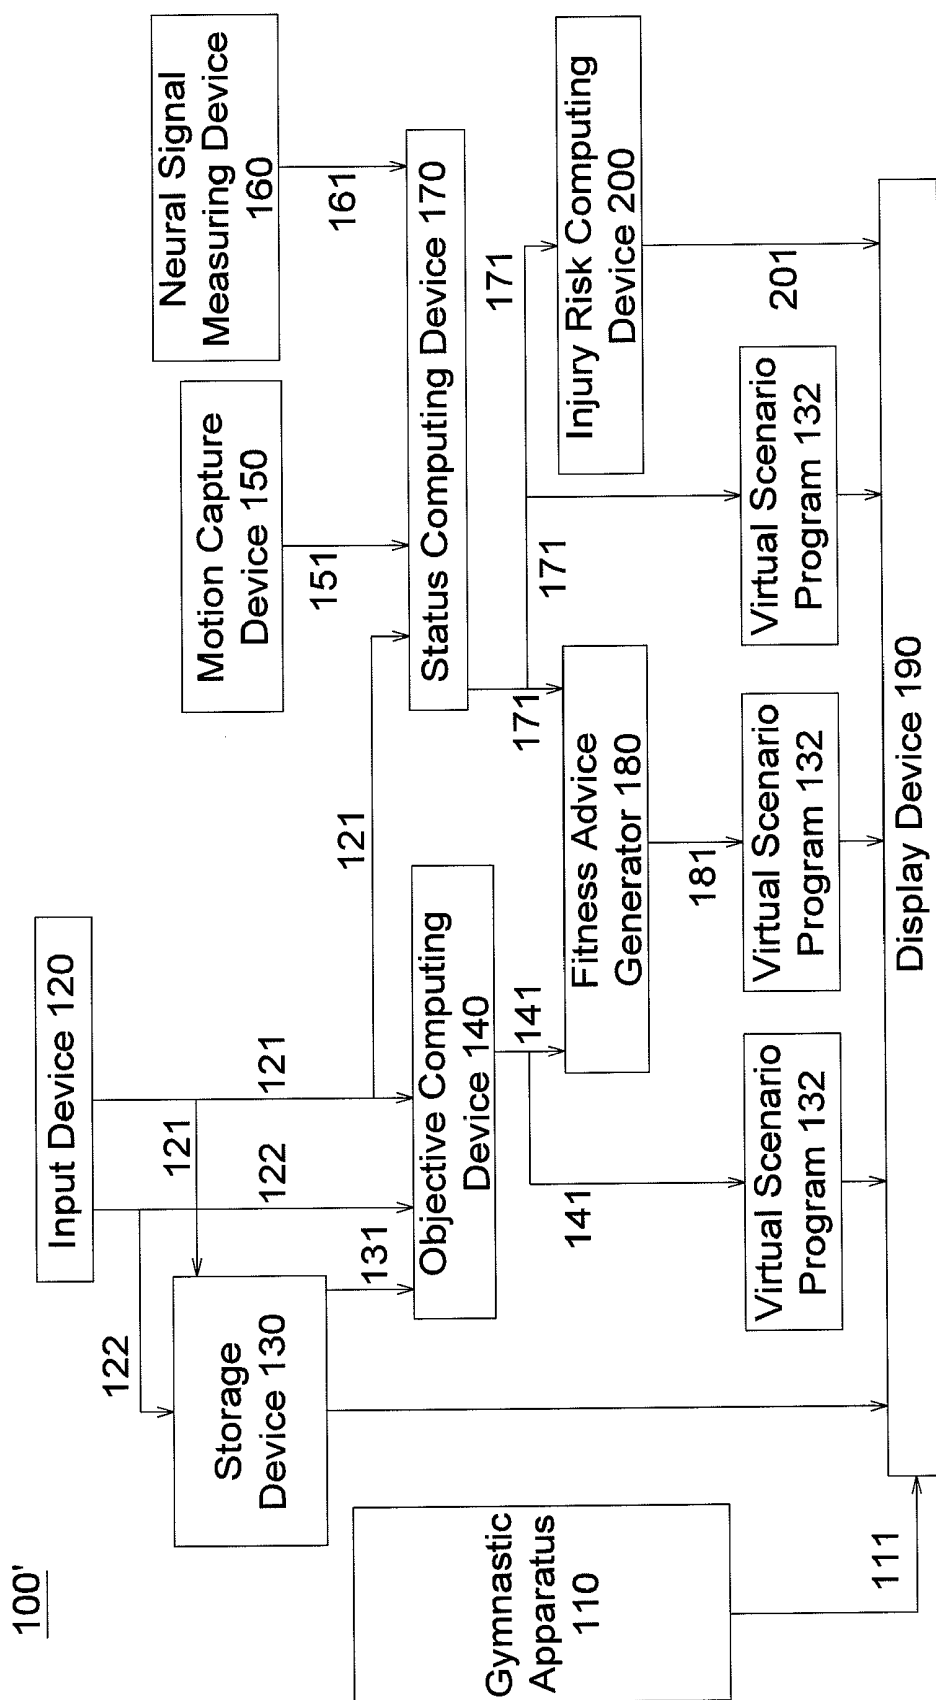 100'
Input Device 120
Neural Signal
Measuring Device
160
Motion Capture
Device 150
122
121
122
121
121
151
161
Storage
Device 130
131
Objective Computing
Device 140
Status Computing Device 170
Gymnastic
Apparatus
110
141
141
171
171
171
Fitness Advice
Generator 180
Injury Risk Computing
Device 200
181
201
Virtual Scenario
Program 132
Virtual Scenario
Program 132
Virtual Scenario
Program 132
111
Display Device 190